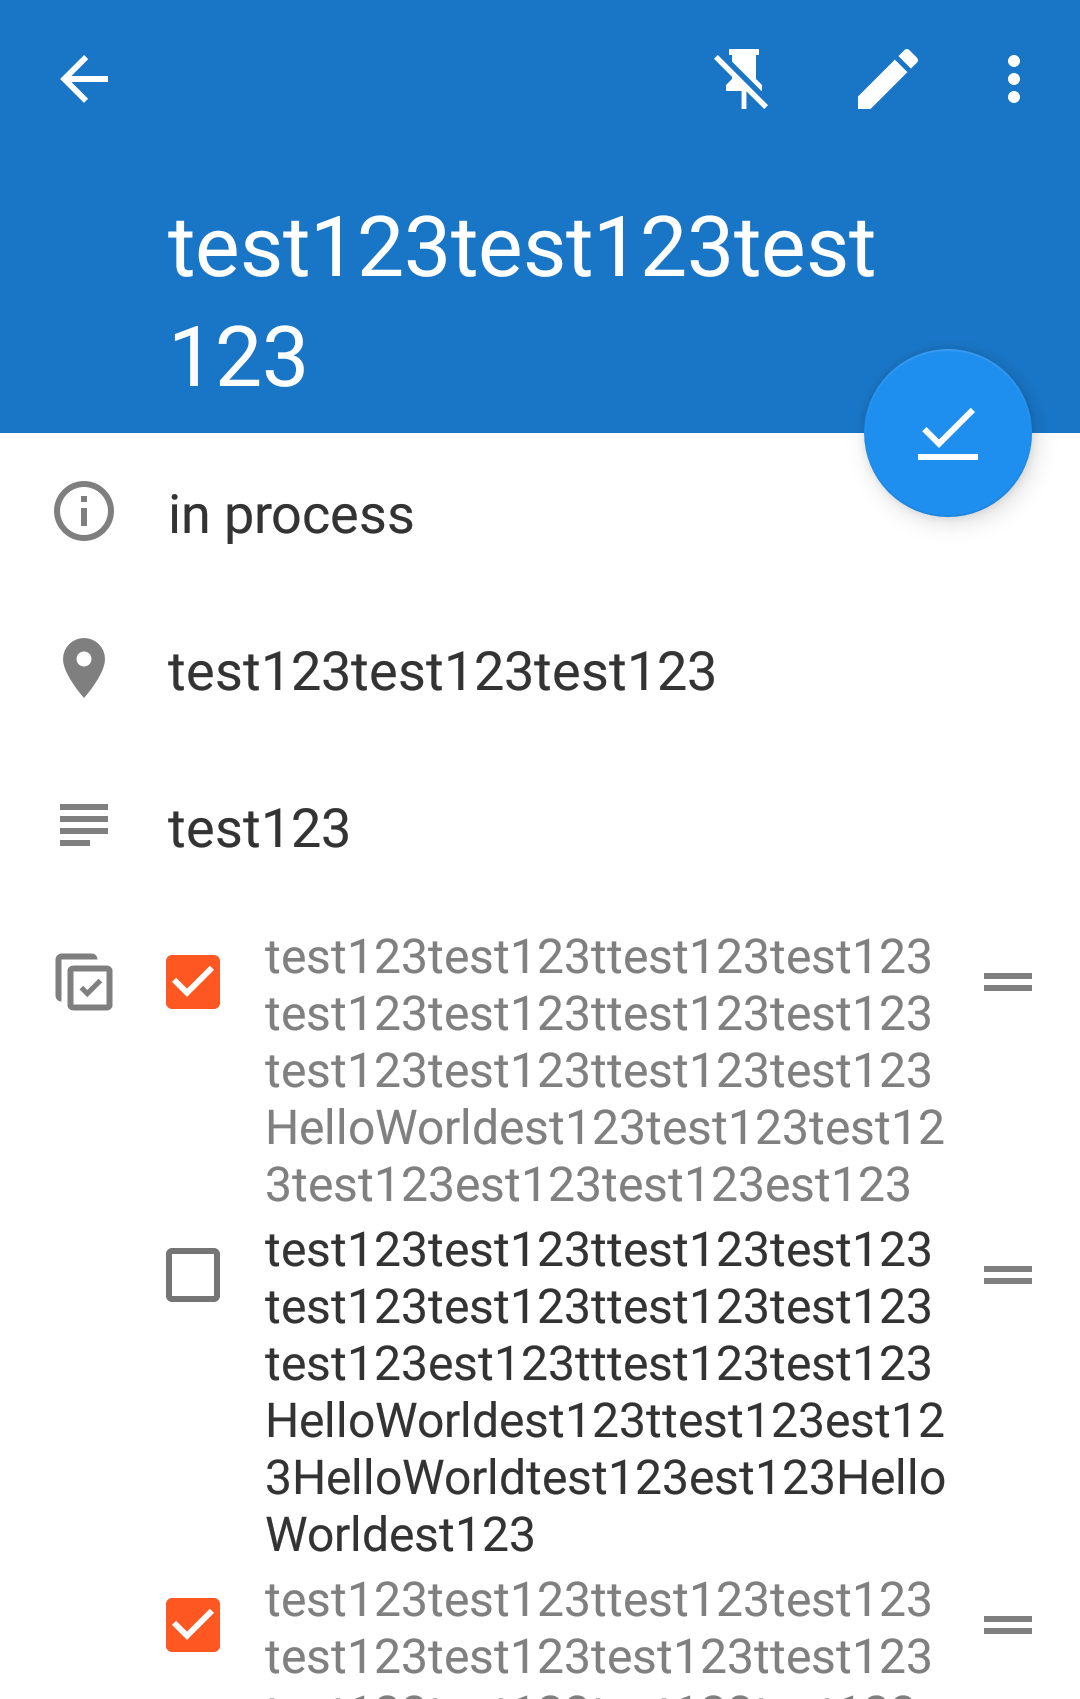 test123test123test
123
in process
test123test123test123
test123
test123test123ttest123test123
test123test123ttest123test123
test123test123ttest123test123
HelloWorldest123test123test12
3test123est123test123est123
test123test123ttest123test123
test123test123ttest123test123
test123est123tttest123test123
HelloWorldest123ttest123est12
3HelloWorldtest123est123Hello
Worldest123
test123test123ttest123test123
test123test123test123ttest123